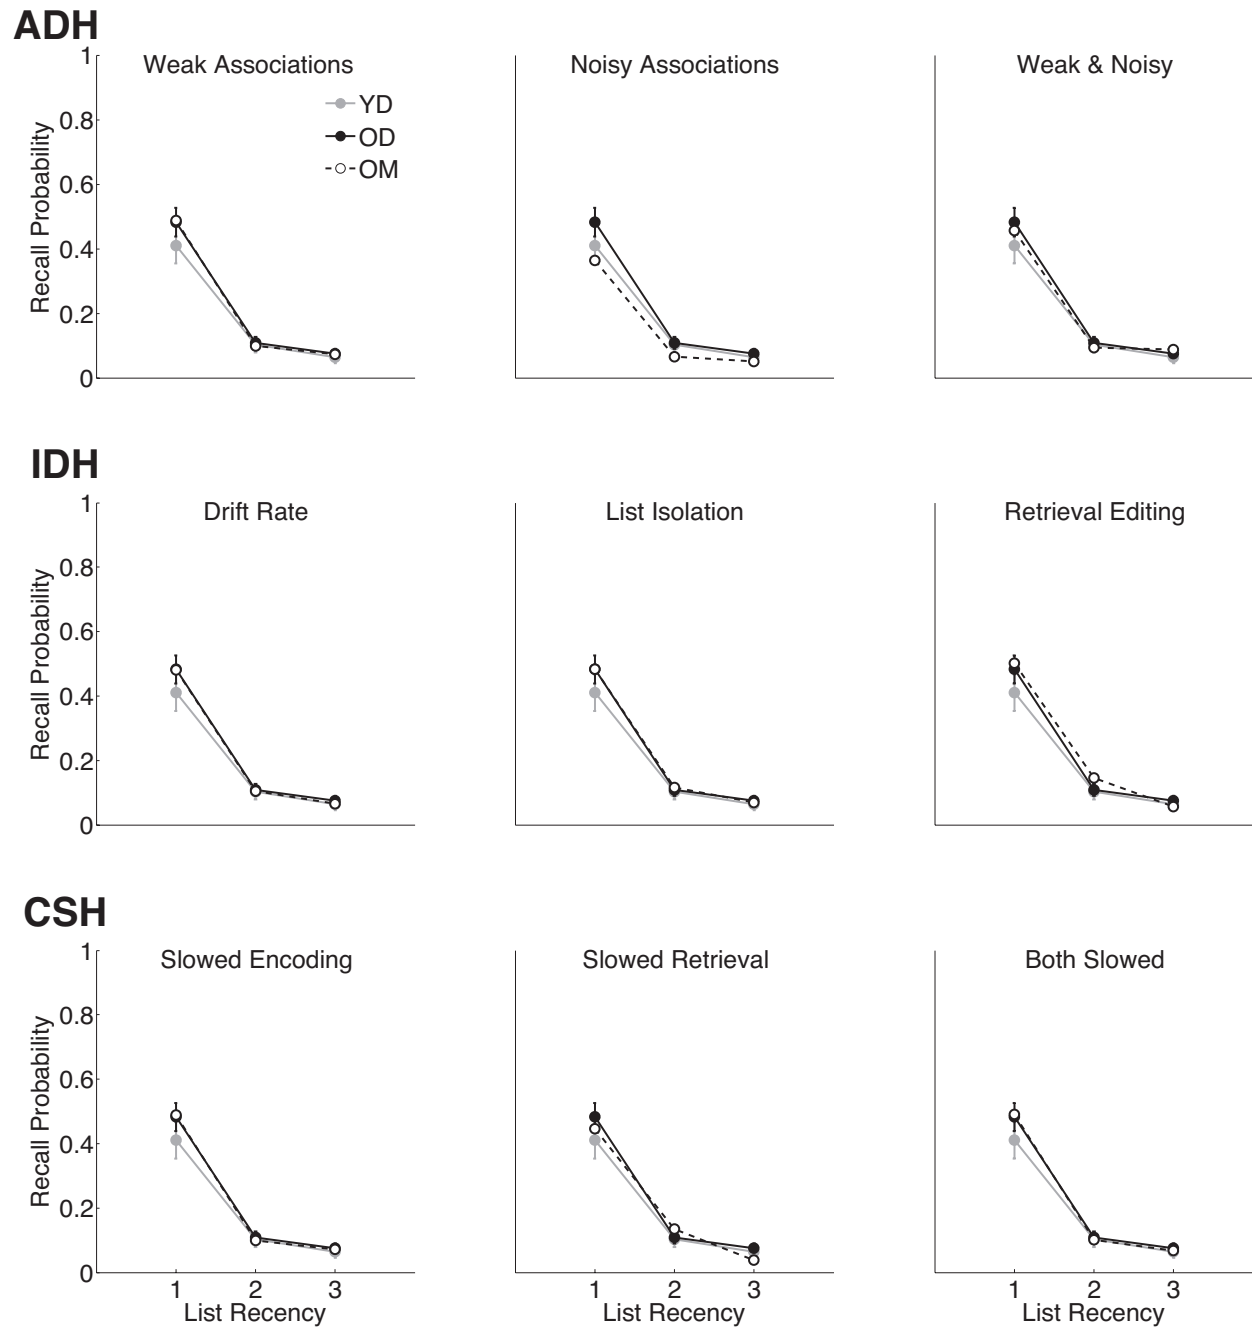 ADH
Weak Associations
Noisy Associations
Weak & Noisy
YD
OD
OM
Recall Probability
1
0.8
0.6
0.4
0.2
0
IDH
Drift Rate
List Isolation
Retrieval Editing
Recall Probability
1
0.8
0.6
0.4
0.2
0
CSH
Slowed Encoding
Slowed Retrieval
Both Slowed
Recall Probability
1
0.8
0.6
0.4
0.2
0
1 2 3
1 2 3
1 2 3
List Recency
List Recency
List Recency